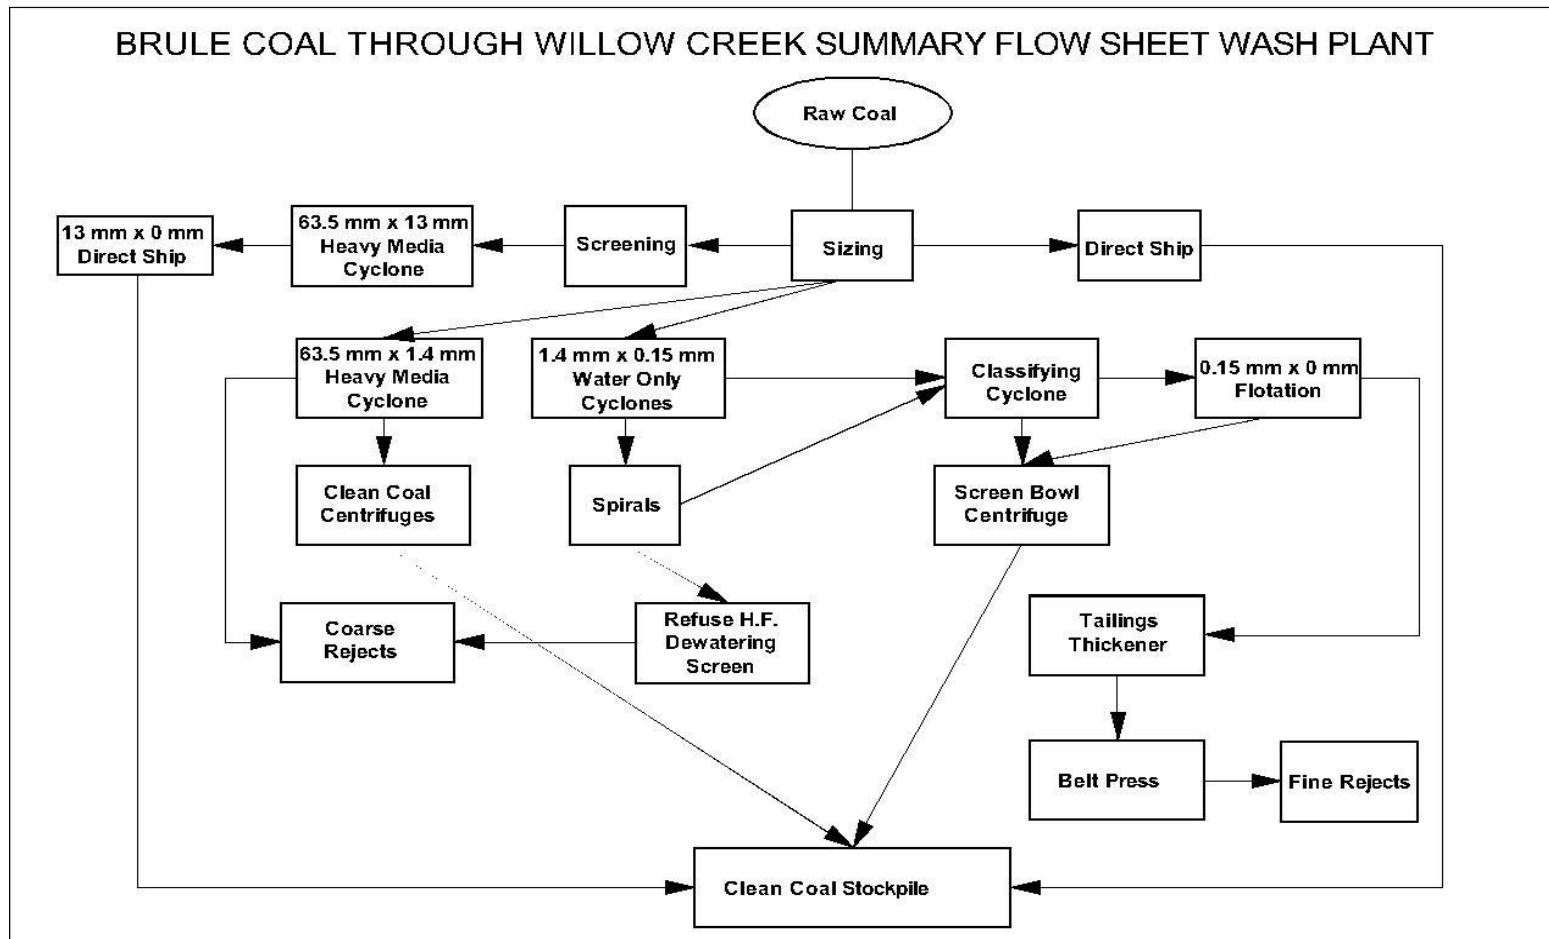 BRULE COAL THROUGH WILLOW CREEK SUMMARY FLOW SHEET WASH PLANT
Raw Coal
13 mm x 0 mm
Direct Ship
63.5 mm x 13 mm
Heavy Media
Cyclone
Screening
Sizing
Direct Ship
63.5 mm x 1.4 mm
Heavy Media
Cyclone
1.4 mm x 0.15 mm
Water Only
Cyclones
Classifying
Cyclone
0.15 mm x 0 mm
Flotation
Clean Coal
Centrifuges
Spirals
Screen Bowl
Centrifuge
Coarse
Rejects
Refuse H.F.
Dewatering
Screen
Tailings
Thickener
Belt Press
Fine Rejects
Clean Coal Stockpile